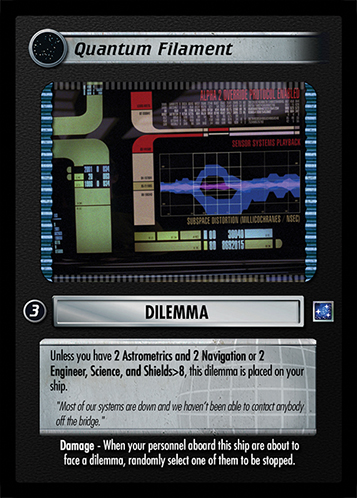 Quantum Filament
ALPHA 2 OVERRIDE PROTOCOL ENABLED
SENSOR SYSTEMS PLAYBACK
SUBSPACE DISTORTION (MILLICOCHRANES / NSEC)
3
DILEMMA
Unless you have 2 Astrometrics and 2 Navigation or 2
Engineer, Science, and Shields>8, this dilemma is placed on your
ship.
"Most of our systems are down and we haven't been able to contact anybody
off the bridge."
Damage - When your personnel aboard this ship are about to
face a dilemma, randomly select one of them to be stopped.